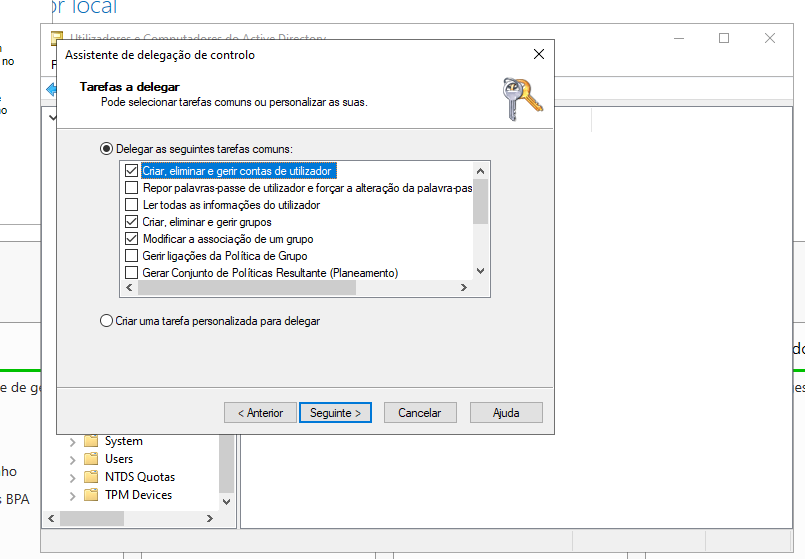 or local
Utilizadores e Computadores do Active Directory
no
Assistente de delegação de controlo
Tarefas a delegar
Pode selecionar tarefas comuns ou personalizar as suas.
Delegar as seguintes tarefas comuns:
Criar, eliminar e gerir contas de utilizador
Repor palavras-passe de utilizador e forçar a alteração da palavra-pas
Ler todas as informações do utilizador
Criar, eliminar e gerir grupos
Modificar a associação de um grupo
Gerir ligações da Política de Grupo
Gerar Conjunto de Políticas Resultante (Planeamento)
Criar uma tarefa personalizada para delegar
e de ge
< Anterior
Seguinte >
Cancelar
Ajuda
System
Users
NTDS Quotas
TPM Devices
nho
s BPA